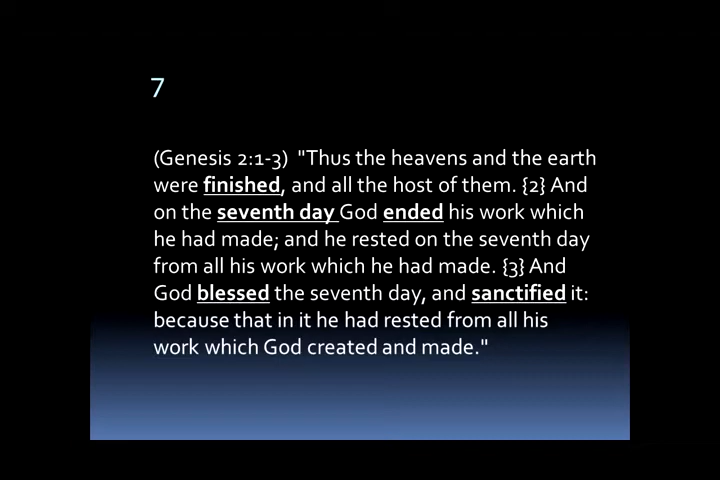 7
(Genesis 2:1-3)  "Thus the heavens and the earth
were finished, and all the host of them. {2} And
on the seventh day God ended his work which
he had made; and he rested on the seventh day
from all his work which he had made. {3} And
God blessed the seventh day, and sanctified it:
because that in it he had rested from all his
work which God created and made."